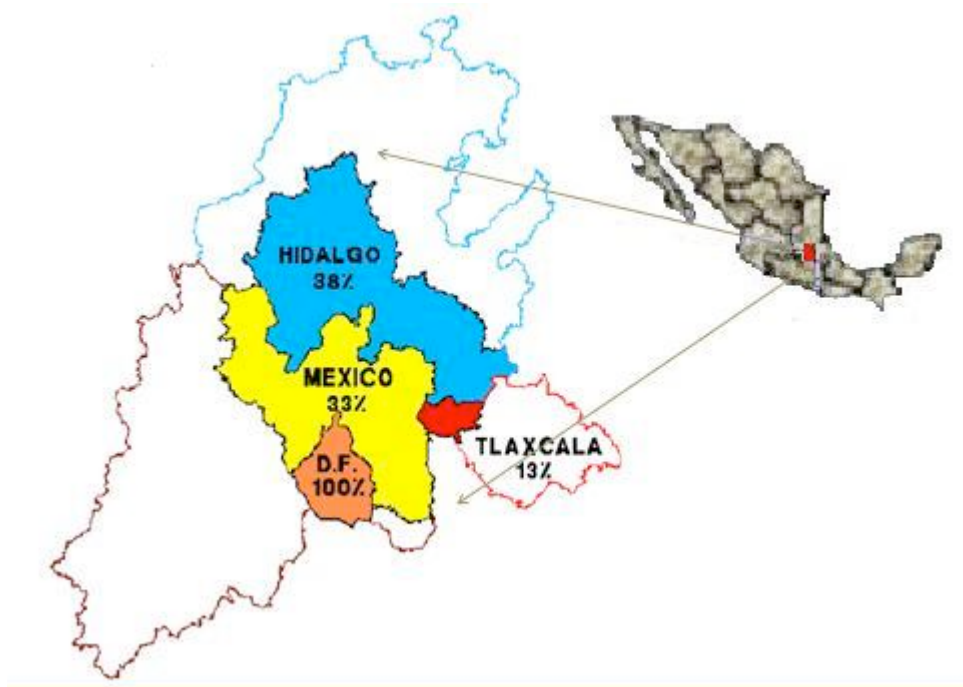 HIDALGO
38%
MEXICO
33%
D.F.
100%
TLAXCALA
13%